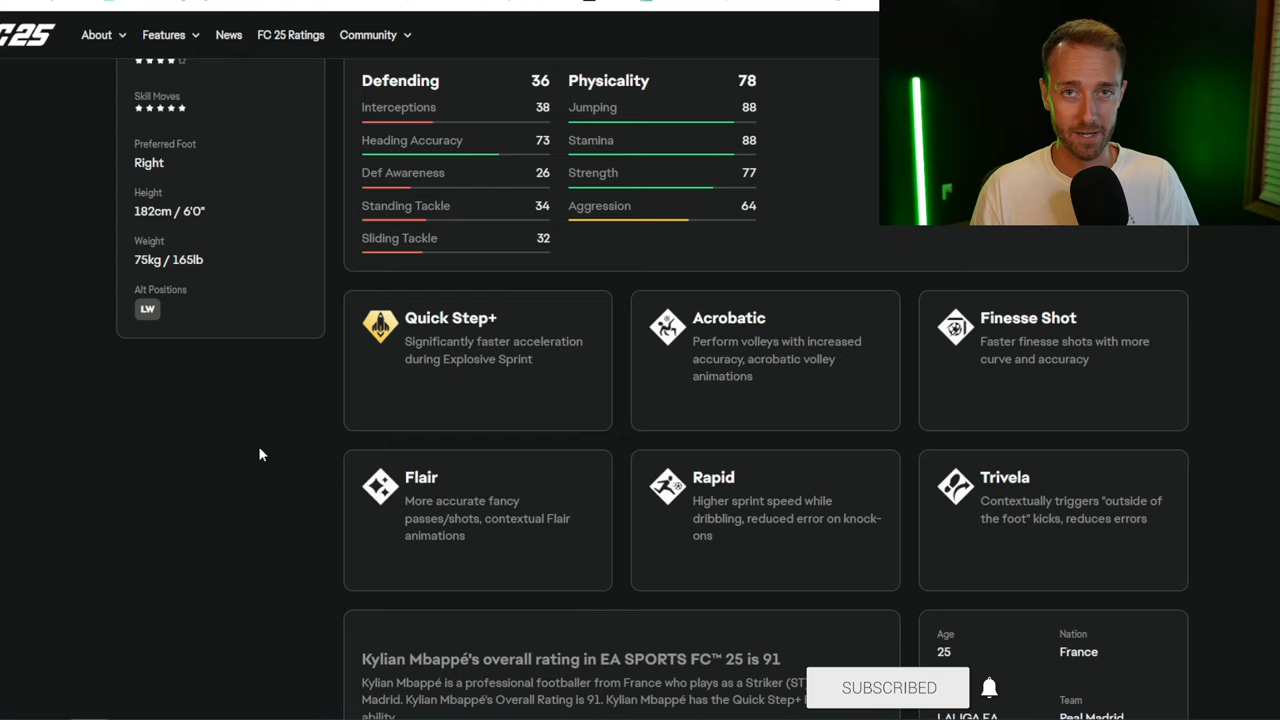 C25
About
Features
News
FC 25 Ratings
Community
Skill Moves
Preferred Foot
Right
Height
182cm / 6'0"
Weight
75kg / 165lb
Alt Positions
LW
Defending 36
Interceptions 38
Heading Accuracy 73
Def Awareness 26
Standing Tackle 34
Sliding Tackle 32
Physicality 78
Jumping 88
Stamina 88
Strength 77
Aggression 64
Quick Step+
Significantly faster acceleration
during Explosive Sprint
Acrobatic
Perform volleys with increased
accuracy, acrobatic volley
animations
Finesse Shot
Faster finesse shots with more
curve and accuracy
Flair
More accurate fancy
passes/shots, contextual Flair
animations
Rapid
Higher sprint speed while
dribbling, reduced error on knock-
ons
Trivela
Contextually triggers "outside of
the foot" kicks, reduces errors
Kylian Mbappé's overall rating in EA SPORTS FC™ 25 is 91
Kylian Mbappé is a professional footballer from France who plays as a Striker (ST)
Madrid. Kylian Mbappé's Overall Rating is 91. Kylian Mbappé has the Quick Step+
ability.
Age
25
Nation
France
Team
LALIGA EA
Real Madrid
SUBSCRIBED